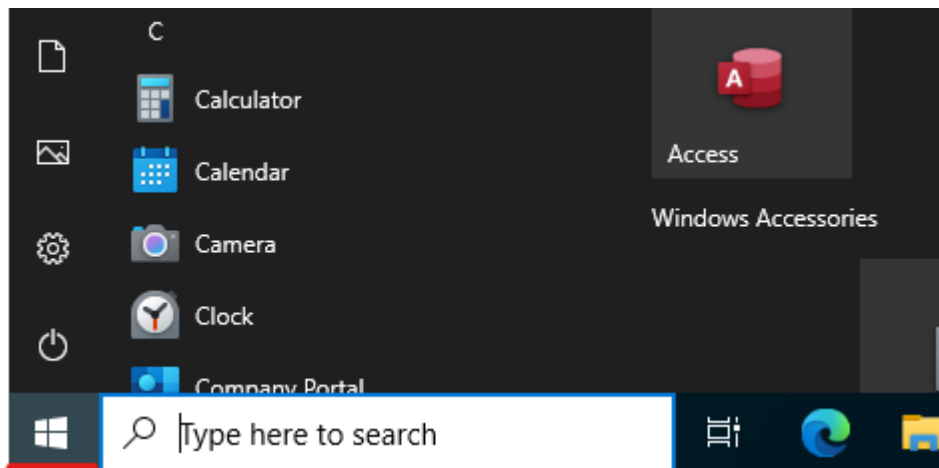 C
Calculator
Calendar
Camera
Clock
Company Portal
A
Access
Windows Accessories
Type here to search